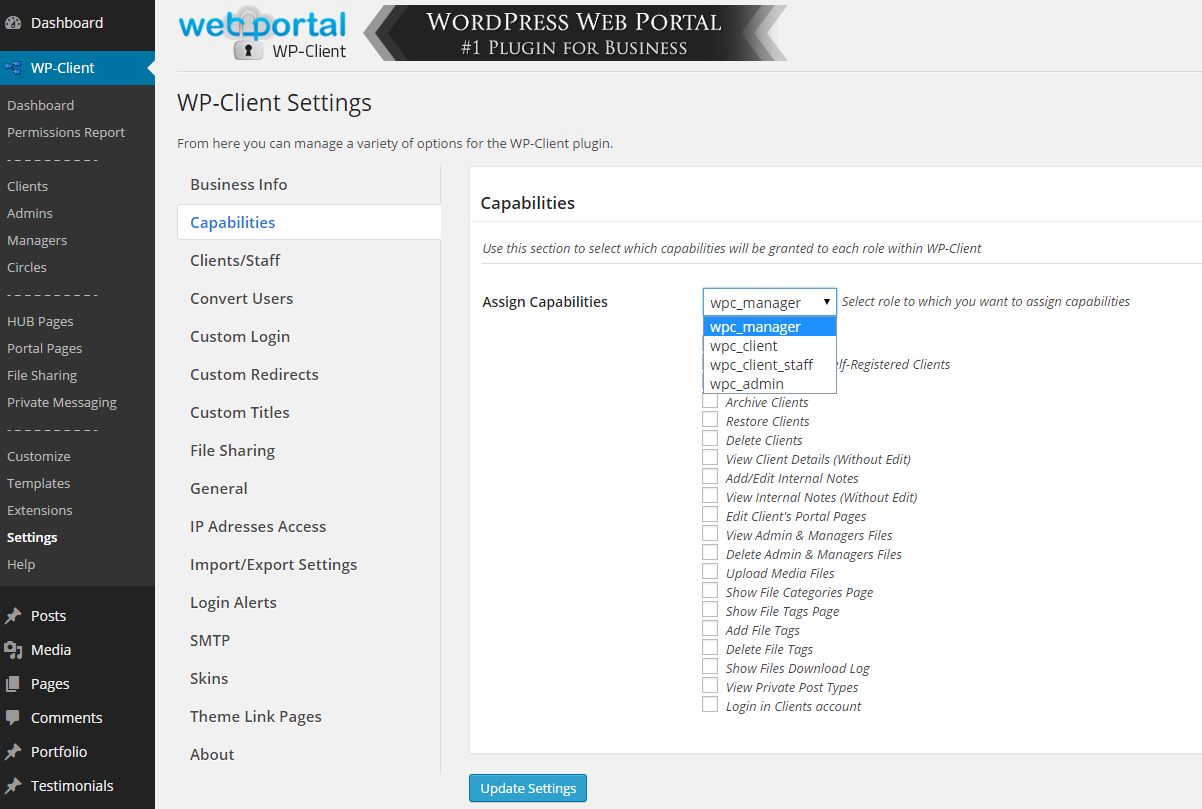 Dashboard
WP-Client
Dashboard
Permissions Report
- - - - - - - - - -
Clients
Admins
Managers
Circles
- - - - - - - - - -
HUB Pages
Portal Pages
File Sharing
Private Messaging
- - - - - - - - - -
Customize
Templates
Extensions
Settings
Help
Posts
Media
Pages
Comments
Portfolio
Testimonials
web portal
WP-Client
WORDPRESS WEB PORTAL
#1 PLUGIN FOR BUSINESS
WP-Client Settings
From here you can manage a variety of options for the WP-Client plugin.
Business Info
Capabilities
Clients/Staff
Convert Users
Custom Login
Custom Redirects
Custom Titles
File Sharing
General
IP Adresses Access
Import/Export Settings
Login Alerts
SMTP
Skins
Theme Link Pages
About
Capabilities
Use this section to select which capabilities will be granted to each role within WP-Client
Assign Capabilities
wpc_manager Select role to which you want to assign capabilities
wpc_manager
wpc_client
wpc_client_staff
elf-Registered Clients
wpc_admin
Archive Clients
Restore Clients
Delete Clients
View Client Details (Without Edit)
Add/Edit Internal Notes
View Internal Notes (Without Edit)
Edit Client's Portal Pages
View Admin & Managers Files
Delete Admin & Managers Files
Upload Media Files
Show File Categories Page
Show File Tags Page
Add File Tags
Delete File Tags
Show Files Download Log
View Private Post Types
Login in Clients account
Update Settings